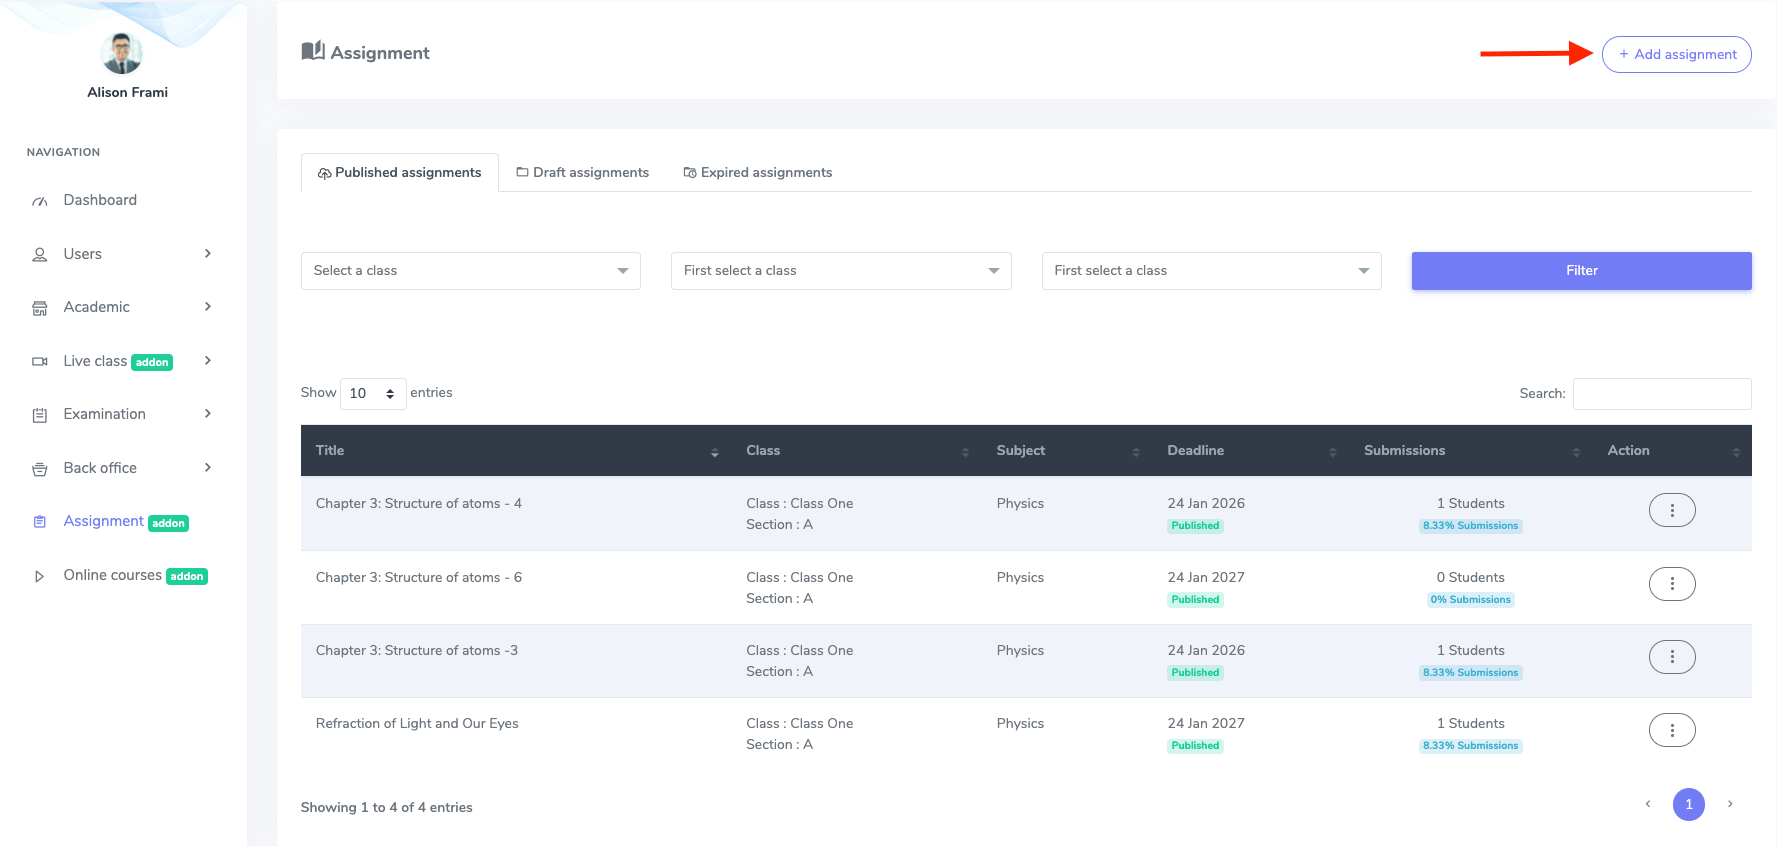 Alison Frami
NAVIGATION
Dashboard
Users
Academic
Live class addon
Examination
Back office
Assignment addon
Online courses addon
Assignment
+ Add assignment
Published assignments Draft assignments Expired assignments
Select a class First select a class First select a class Filter
Show 10 entries Search:
Title Class Subject Deadline Submissions Action
Chapter 3: Structure of atoms - 4 Class : Class One Physics 24 Jan 2026 1 Students
Section : A Published 8.33% Submissions
Chapter 3: Structure of atoms - 6 Class : Class One Physics 24 Jan 2027 0 Students
Section : A Published 0% Submissions
Chapter 3: Structure of atoms -3 Class : Class One Physics 24 Jan 2026 1 Students
Section : A Published 8.33% Submissions
Refraction of Light and Our Eyes Class : Class One Physics 24 Jan 2027 1 Students
Section : A Published 8.33% Submissions
Showing 1 to 4 of 4 entries ‹ 1 ›